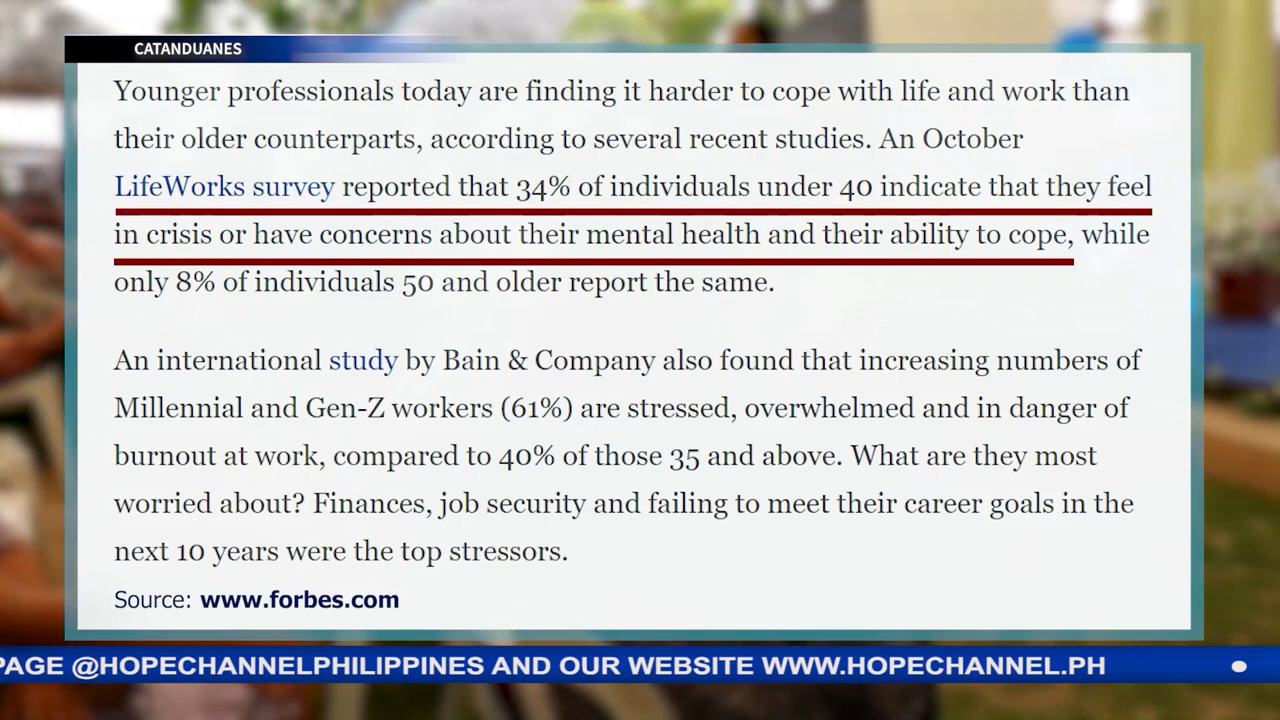 CATANDUANES
Younger professionals today are finding it harder to cope with life and work than
their older counterparts, according to several recent studies. An October
LifeWorks survey reported that 34% of individuals under 40 indicate that they feel
in crisis or have concerns about their mental health and their ability to cope, while
only 8% of individuals 50 and older report the same.
An international study by Bain & Company also found that increasing numbers of
Millennial and Gen-Z workers (61%) are stressed, overwhelmed and in danger of
burnout at work, compared to 40% of those 35 and above. What are they most
worried about? Finances, job security and failing to meet their career goals in the
next 10 years were the top stressors.
Source: www.forbes.com
PAGE @HOPECHANNELPHILIPPINES AND OUR WEBSITE WWW.HOPECHANNEL.PH